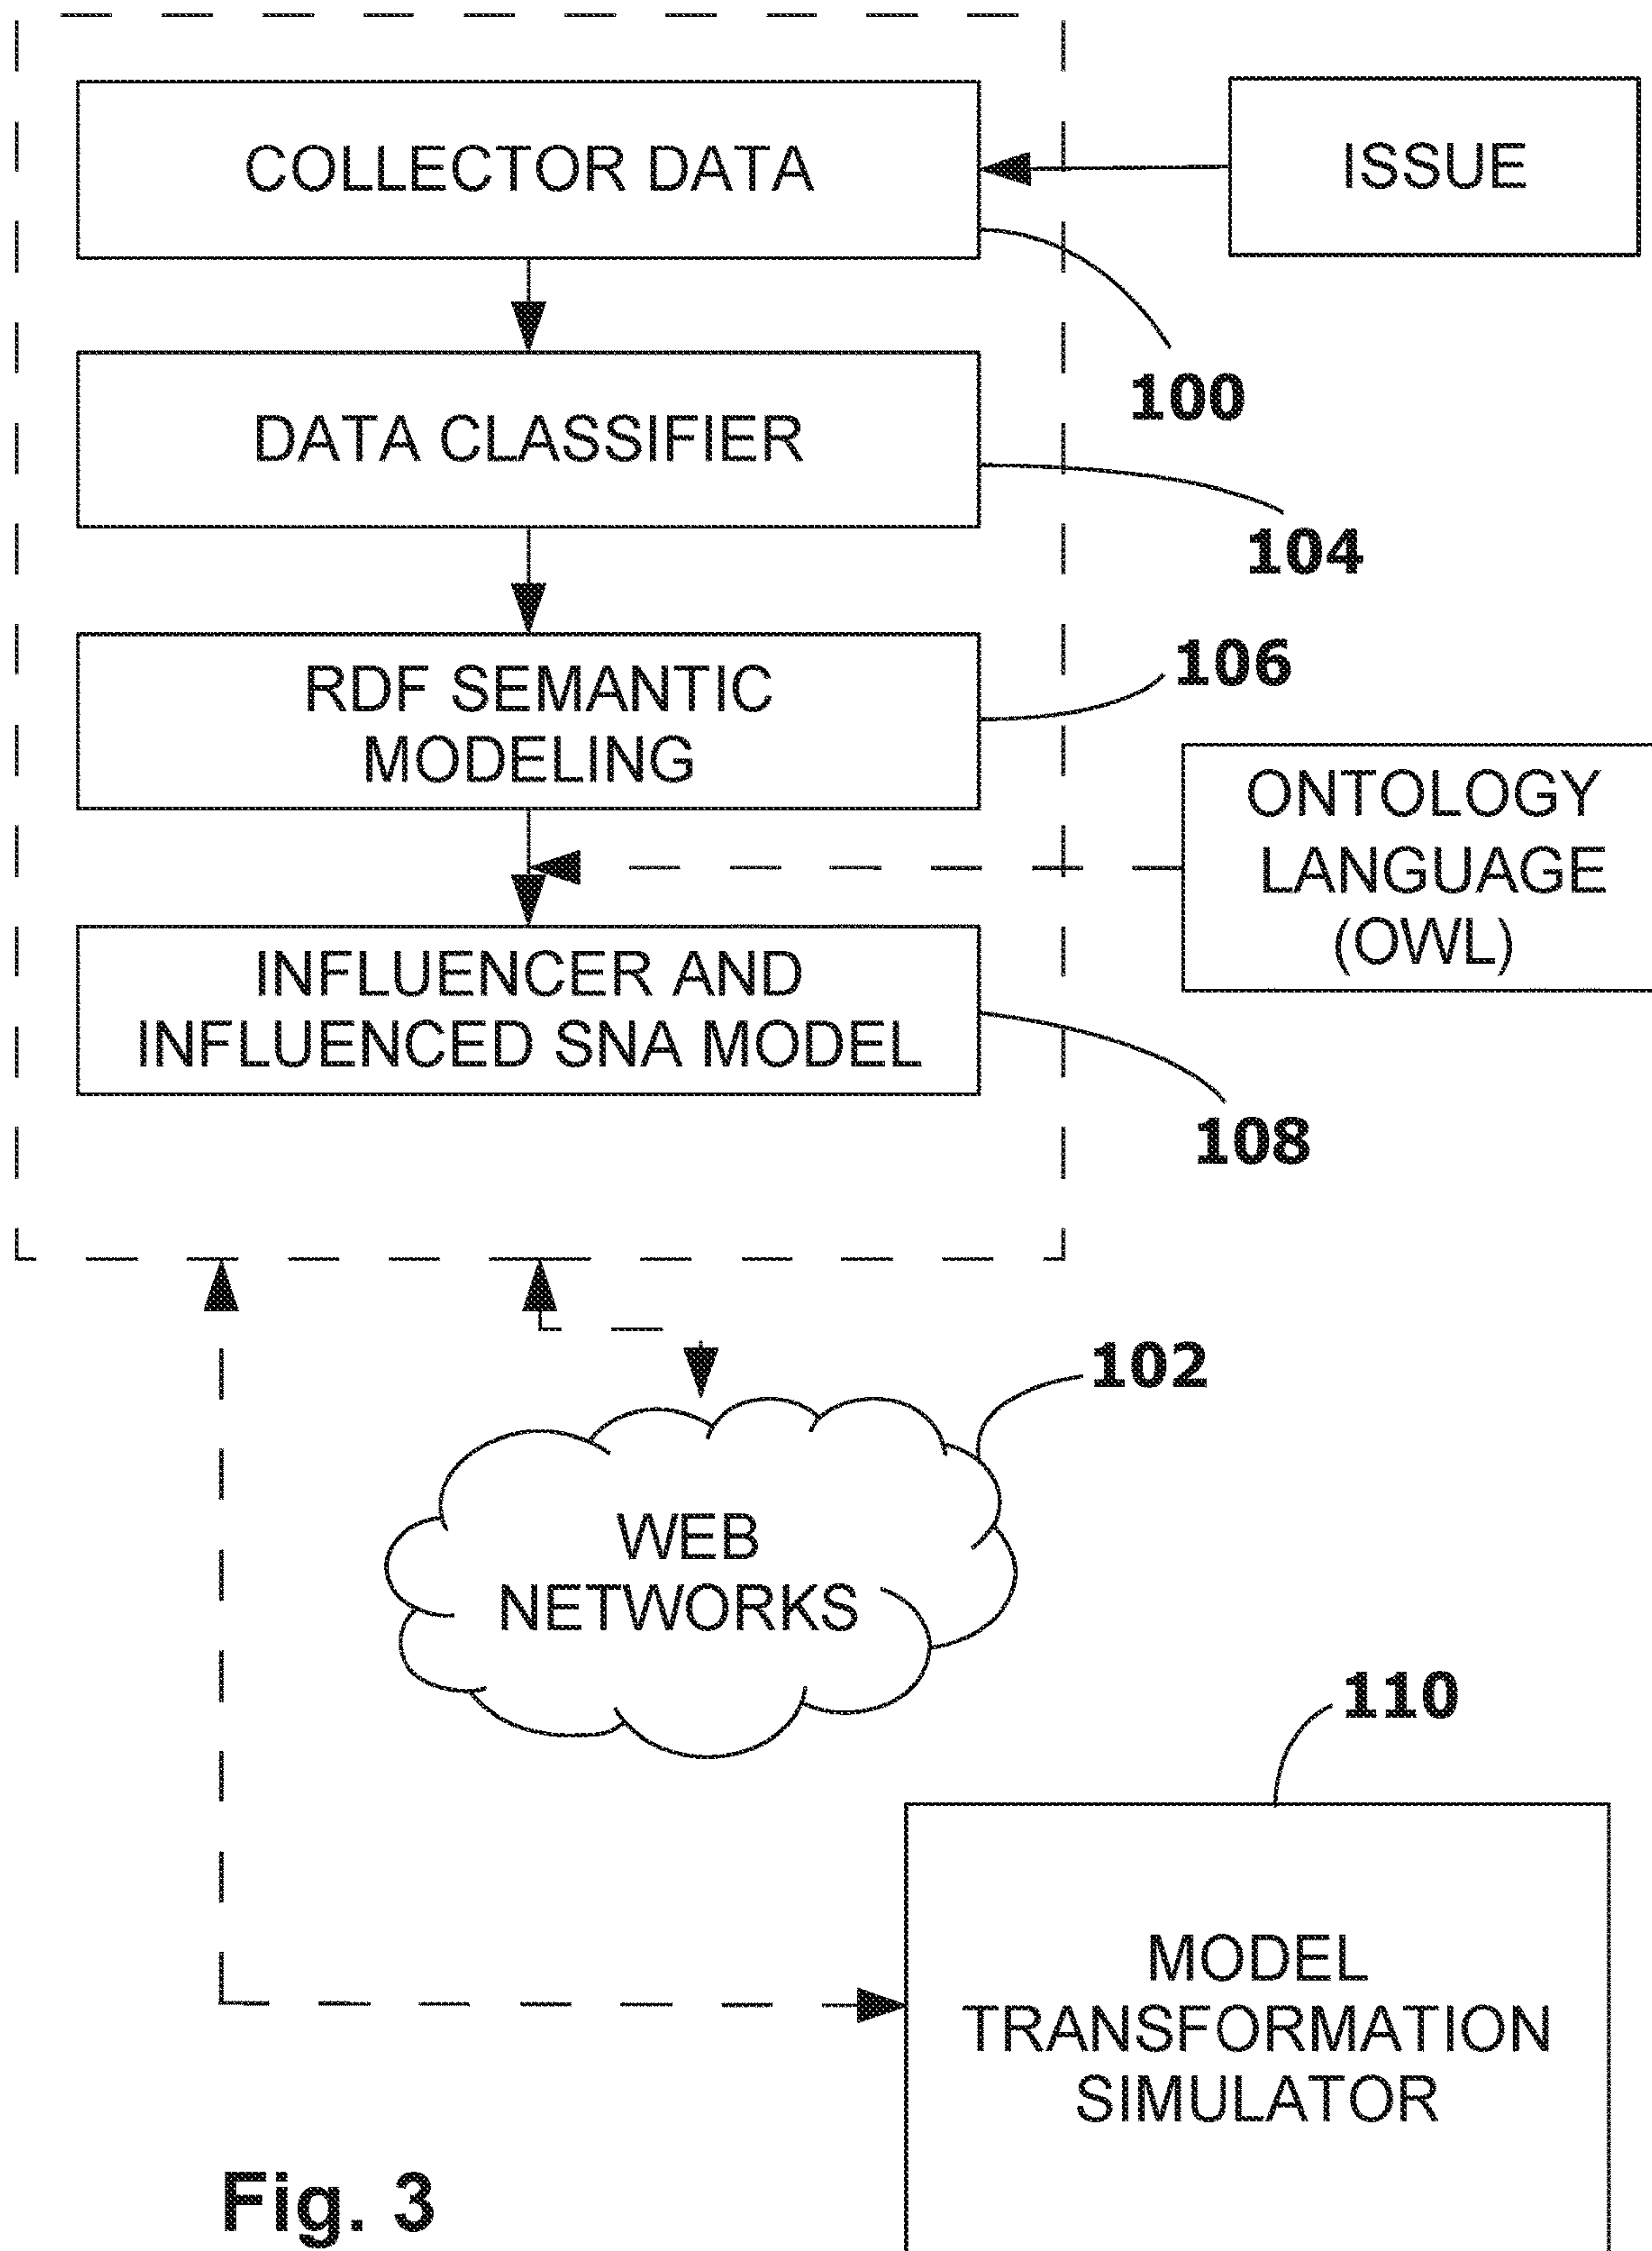 COLLECTOR DATA
ISSUE
100
DATA CLASSIFIER
104
RDF SEMANTIC
MODELING
106
ONTOLOGY
LANGUAGE
(OWL)
INFLUENCER AND
INFLUENCED SNA MODEL
108
102
WEB
NETWORKS
110
MODEL
TRANSFORMATION
SIMULATOR
Fig. 3